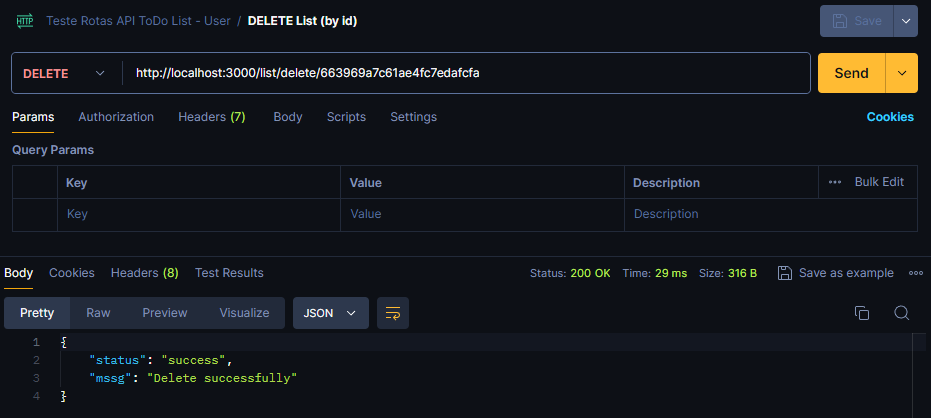 HTTP Teste Rotas API ToDo List - User / DELETE List (by id) Save
DELETE http://localhost:3000/list/delete/663969a7c61ae4fc7edafcfa Send
Params Authorization Headers (7) Body Scripts Settings Cookies
Query Params
Key Value Description ••• Bulk Edit
Key Value Description
Body Cookies Headers (8) Test Results Status: 200 OK Time: 29 ms Size: 316 B Save as example •••
Pretty Raw Preview Visualize JSON
1 {
2 "status": "success",
3 "mssg": "Delete successfully"
4 }